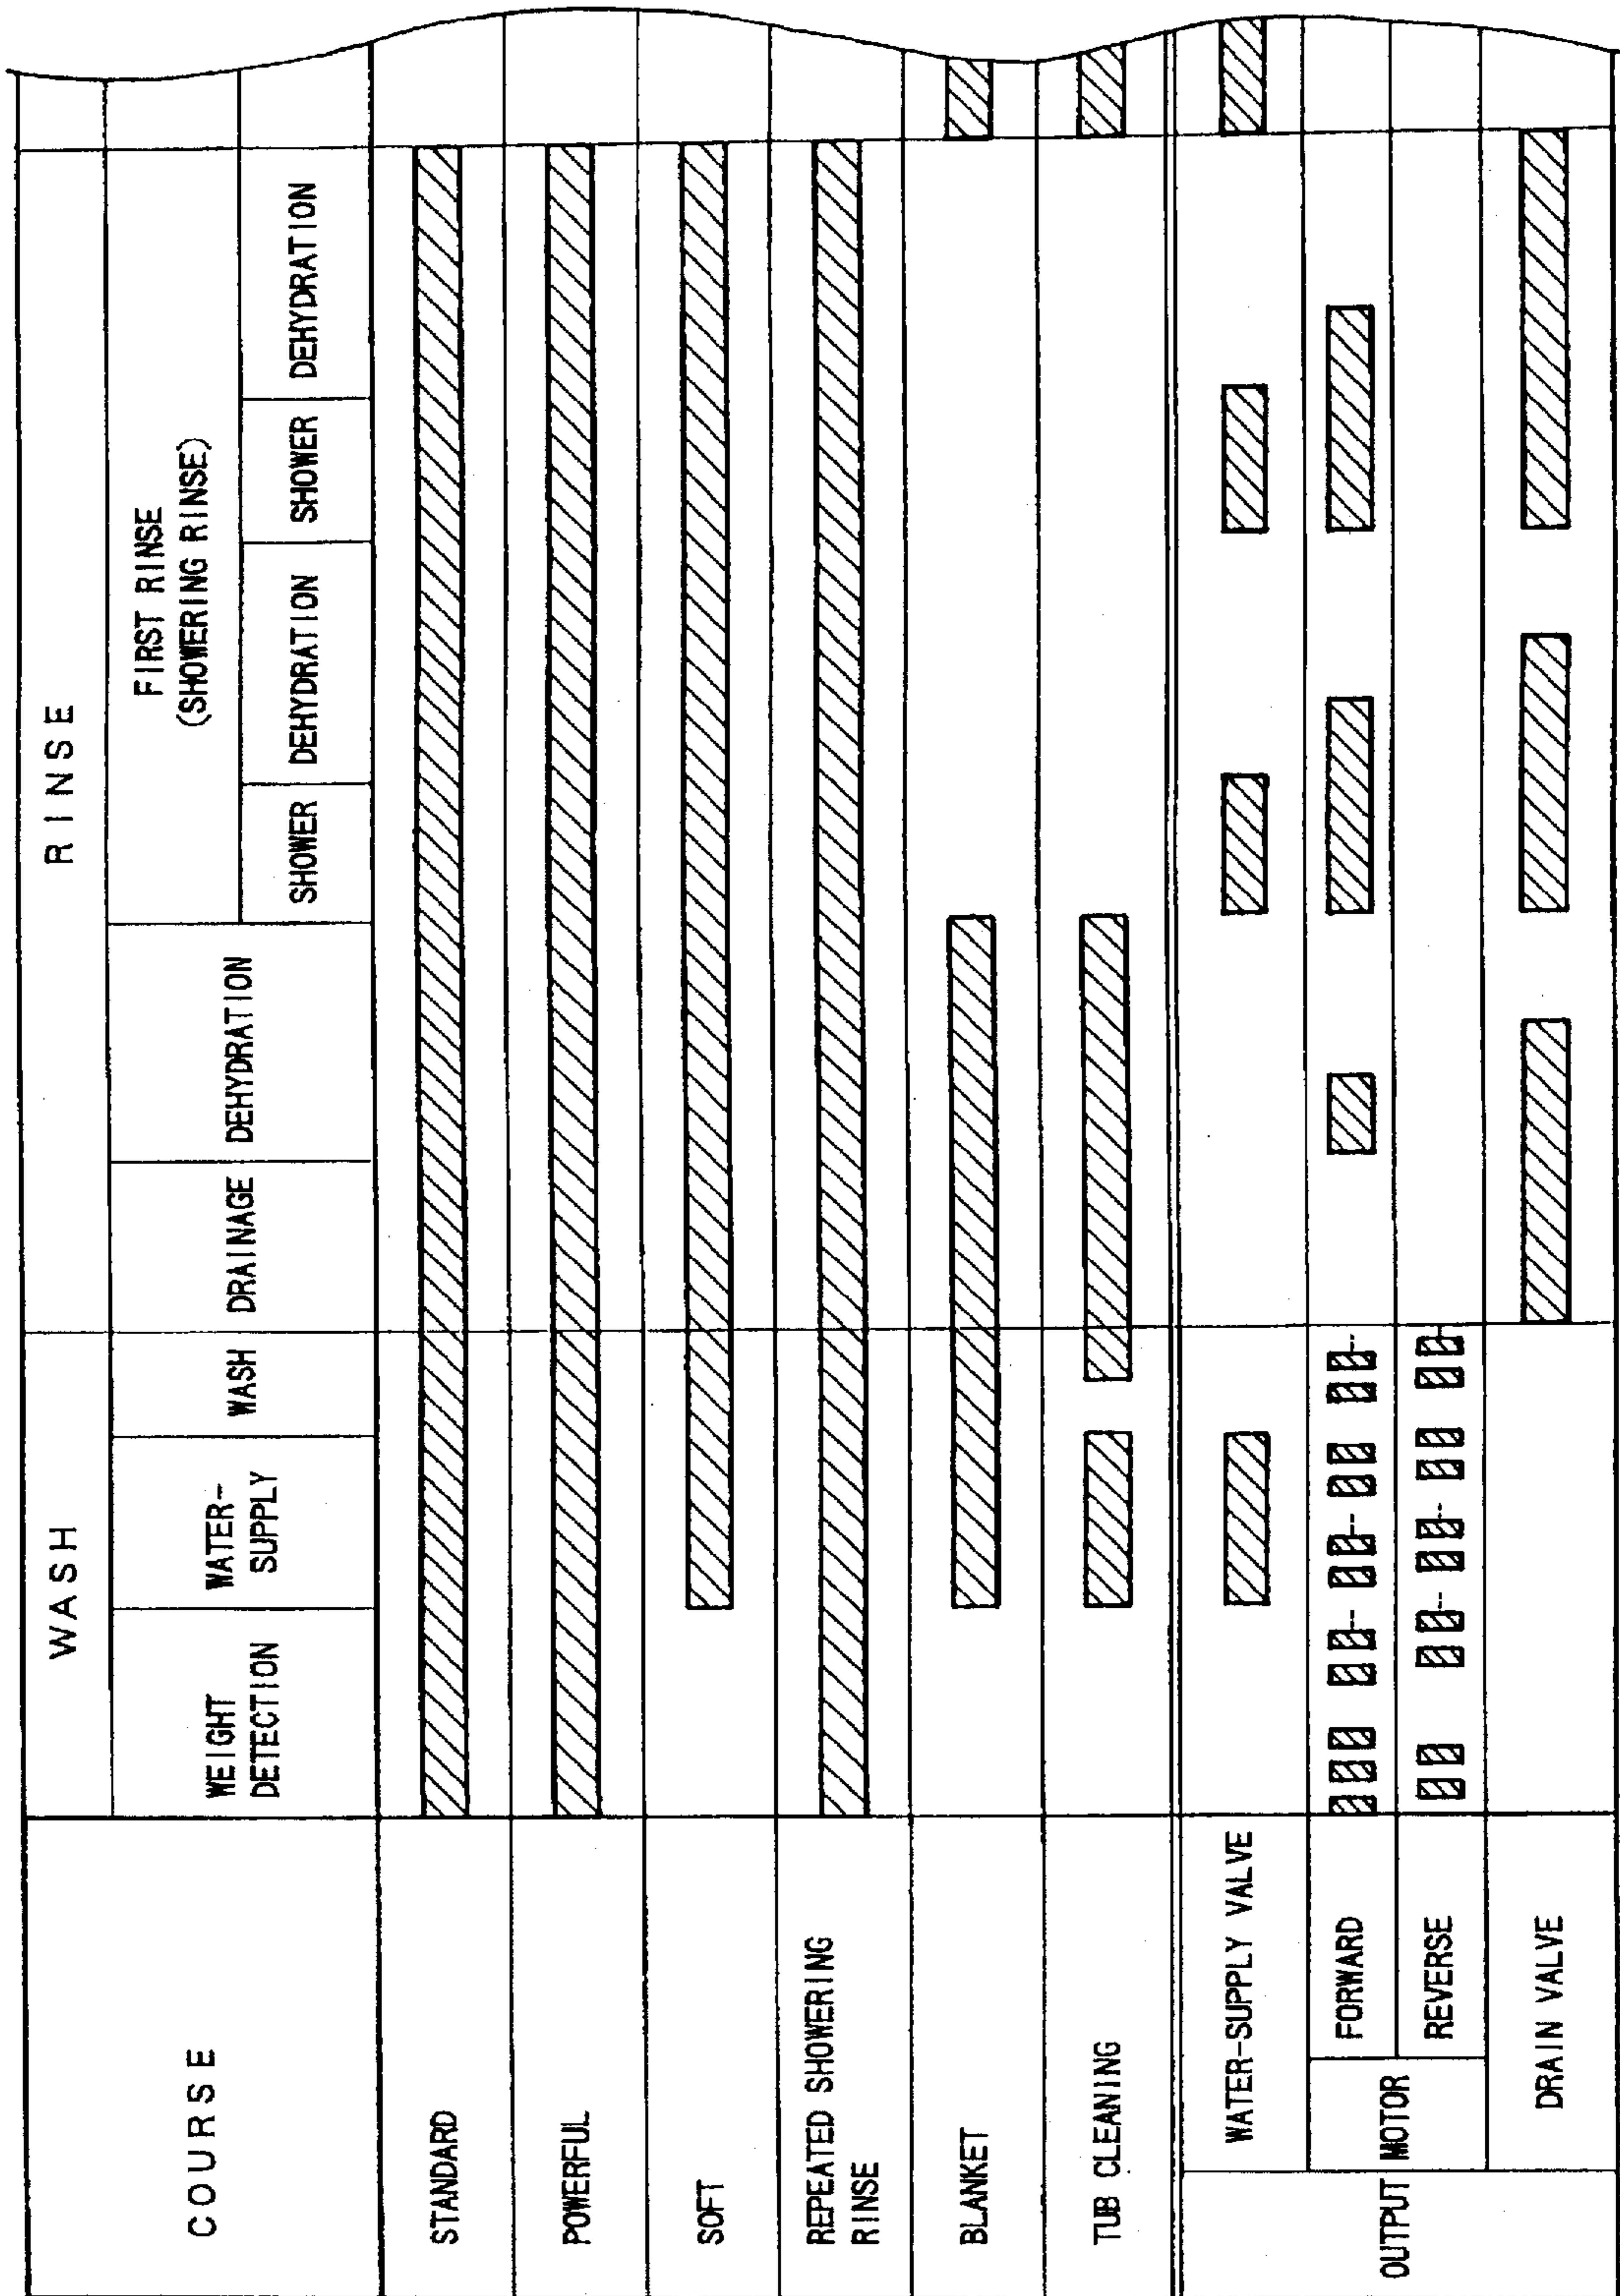 COURSE
WASH
RINSE
WEIGHT
DETECTION
WATER-
SUPPLY
WASH
DRAINAGE
DEHYDRATION
FIRST RINSE
(SHOWERING RINSE)
SHOWER
DEHYDRATION
SHOWER
DEHYDRATION
STANDARD
POWERFUL
SOFT
REPEATED SHOWERING
RINSE
BLANKET
TUB CLEANING
OUTPUT
WATER-SUPPLY VALVE
MOTOR
FORWARD
REVERSE
DRAIN VALVE